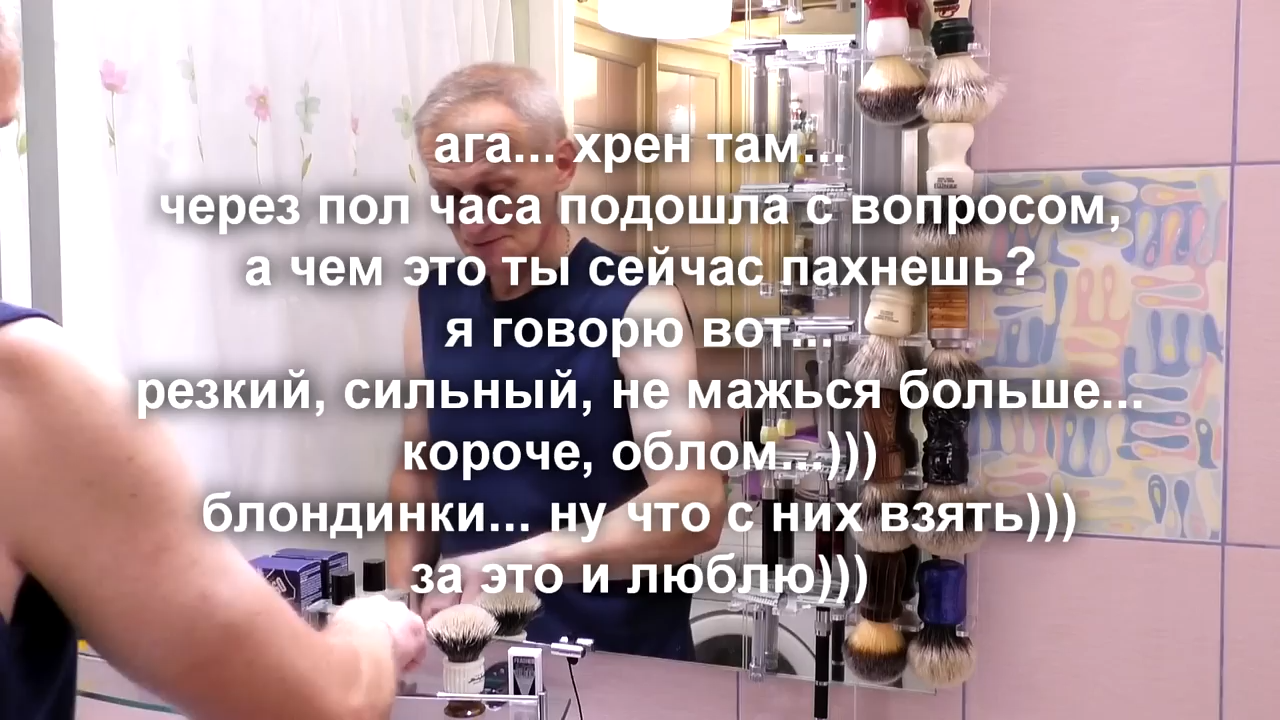 ага... хрен там...
через пол часа подошла с вопросом,
а чем это ты сейчас пахнешь?
я говорю вот...
резкий, сильный, не мажься больше...
короче, облом...)))
блондинки... ну что с них взять)))
за это и люблю)))